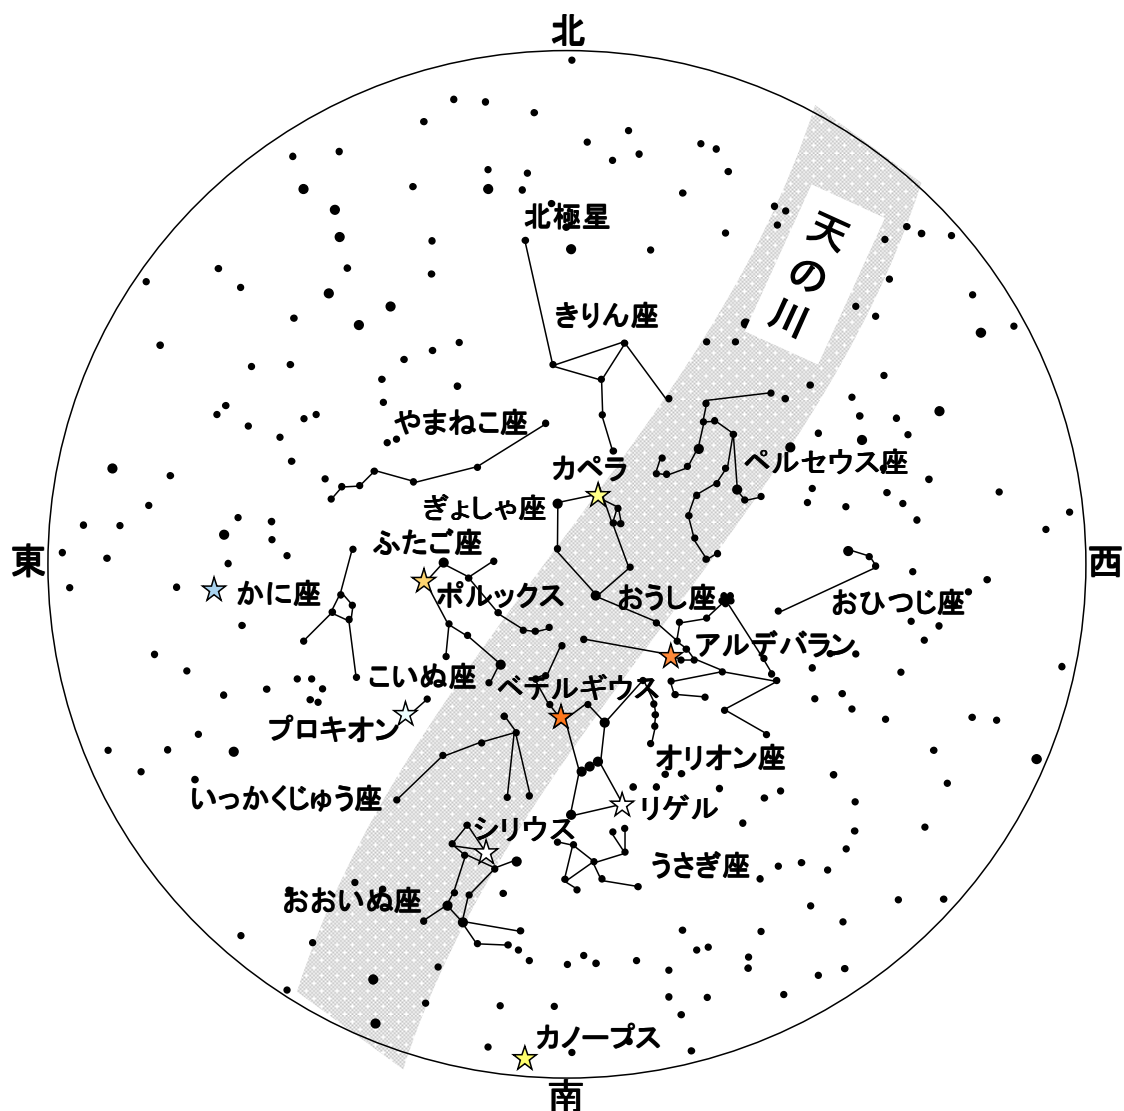 北
北極星
天の川
きりん座
やまねこ座
ペルセウス座
カペラ
ぎょしゃ座
ふたご座
東
西
かに座
ポルックス
おうし座
おひつじ座
アルデバラン
こいぬ座
ベテルギウス
プロキオン
オリオン座
いっかくじゅう座
リゲル
シリウス
うさぎ座
おおいぬ座
カノープス
南